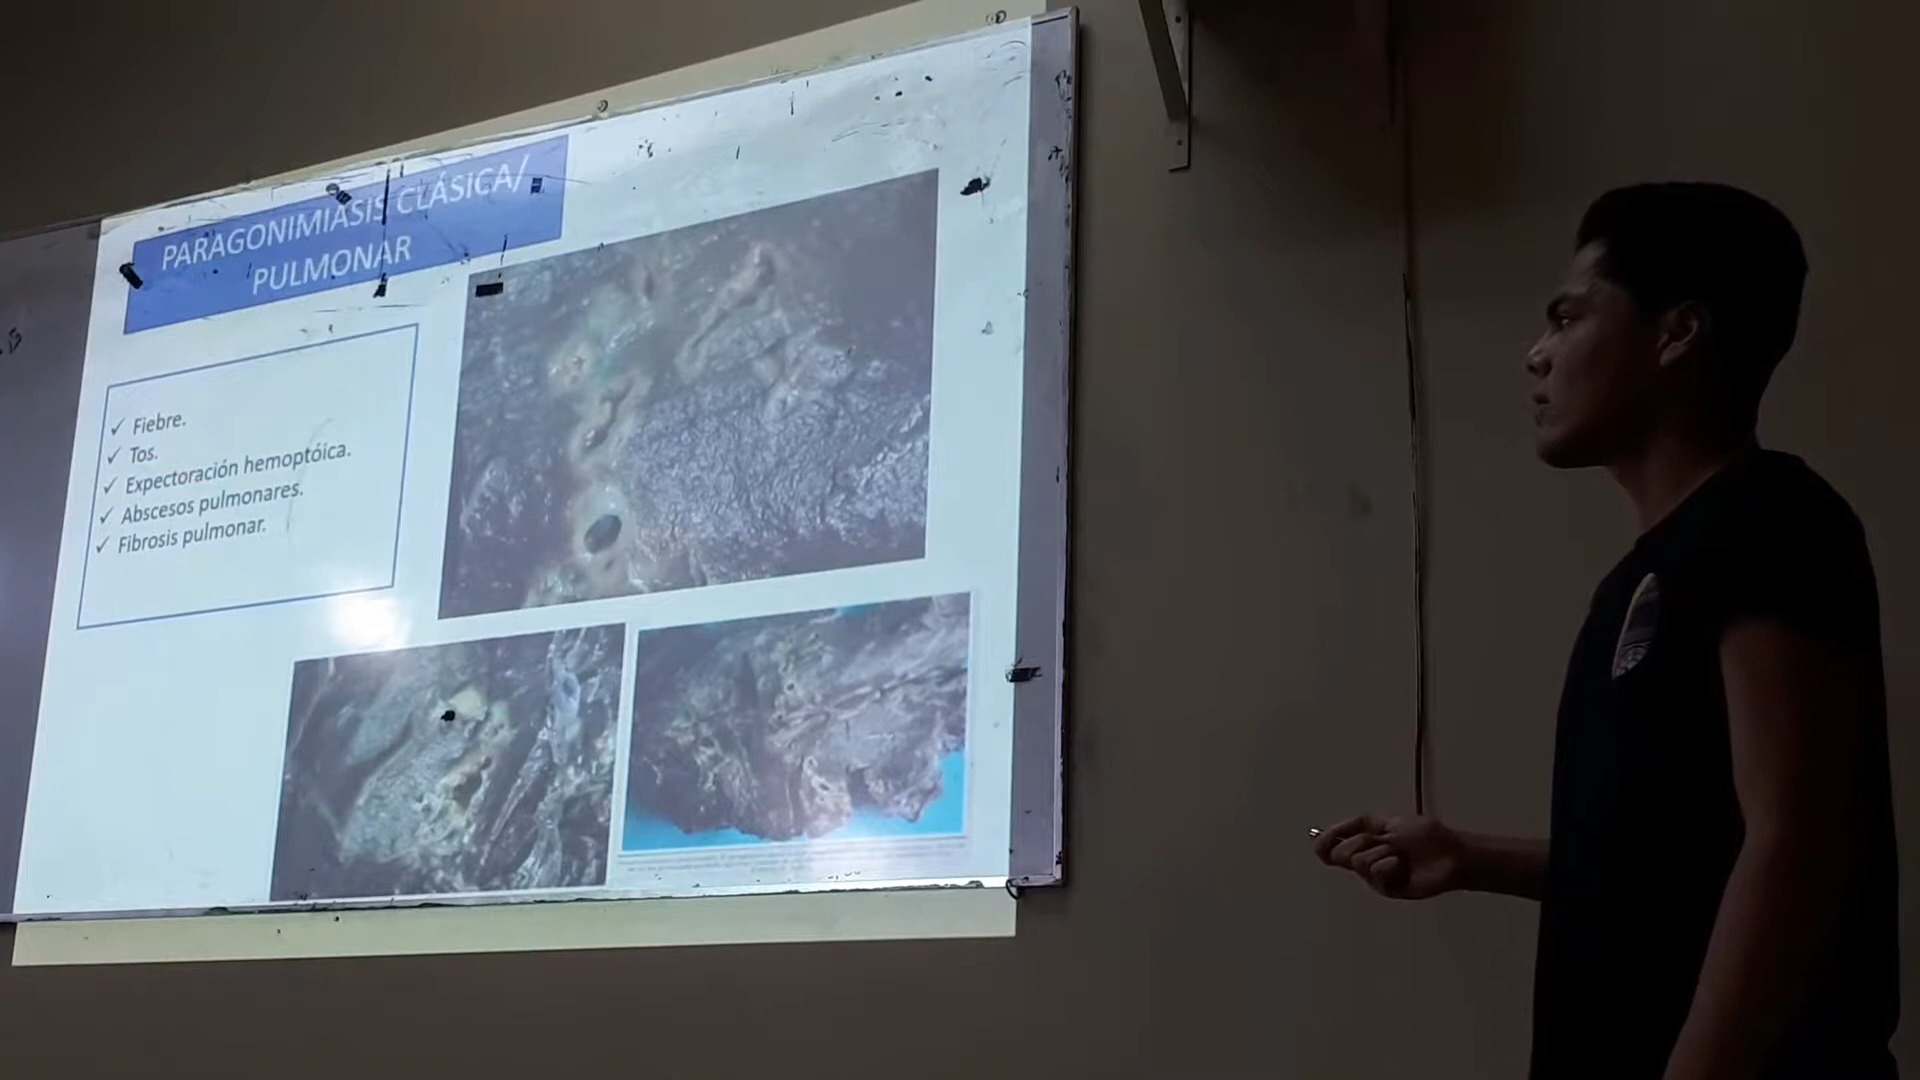 PARAGONIMIASIS CLÁSICA/
PULMONAR
✓ Fiebre.
✓ Tos.
✓ Expectoración hemoptóica.
✓ Abscesos pulmonares.
✓ Fibrosis pulmonar.